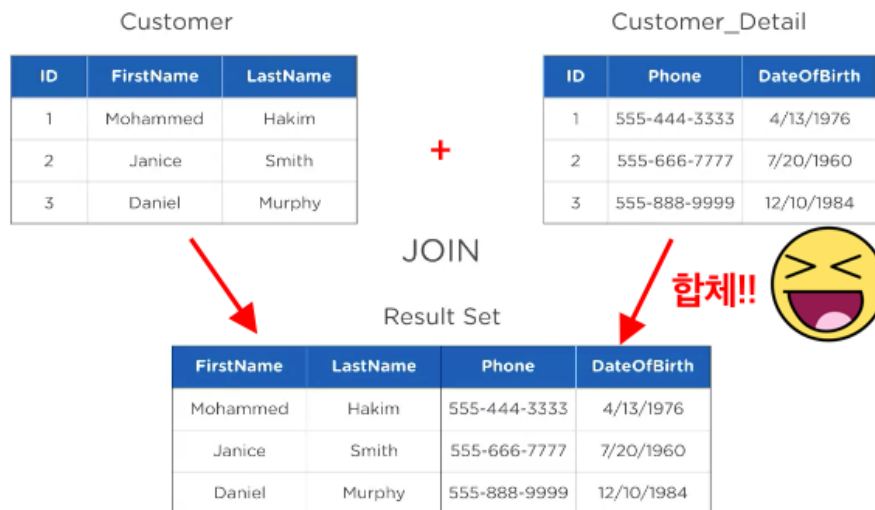 Customer
Customer_Detail
ID FirstName LastName
1 Mohammed Hakim
2 Janice Smith
3 Daniel Murphy
+
ID Phone DateOfBirth
1 555-444-3333 4/13/1976
2 555-666-7777 7/20/1960
3 555-888-9999 12/10/1984
JOIN
합체!!
Result Set
FirstName LastName Phone DateOfBirth
Mohammed Hakim 555-444-3333 4/13/1976
Janice Smith 555-666-7777 7/20/1960
Daniel Murphy 555-888-9999 12/10/1984